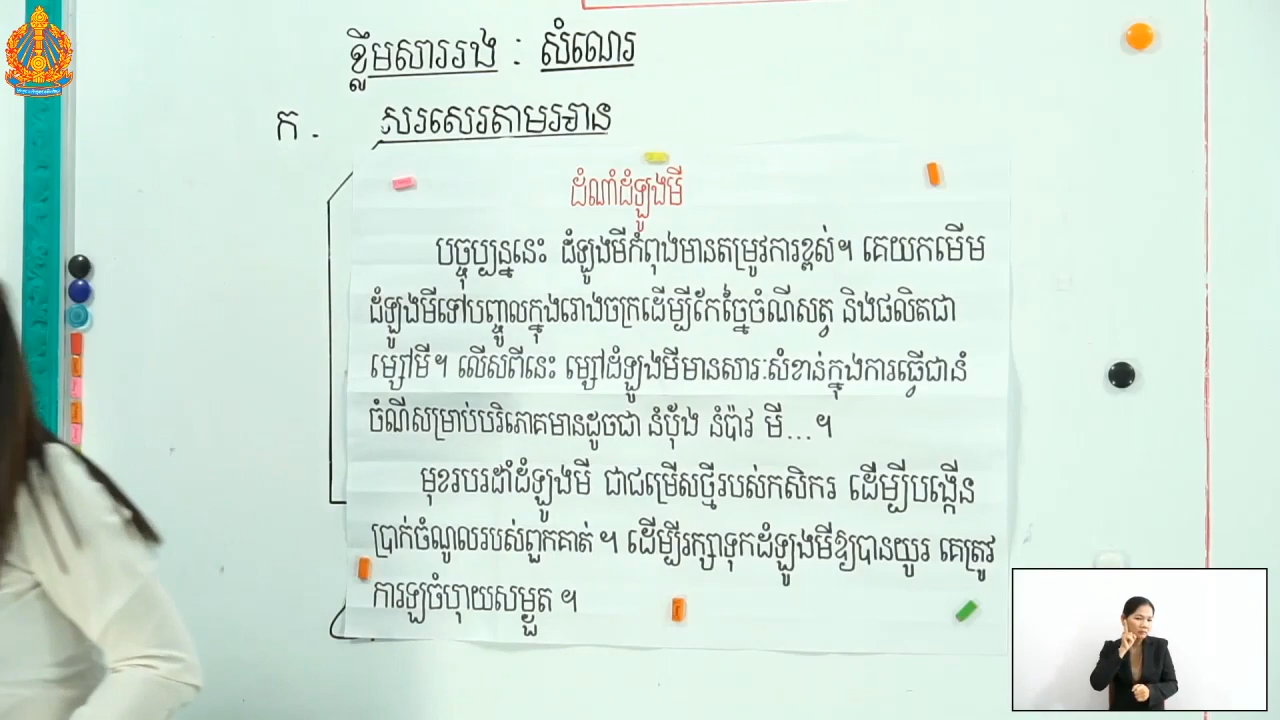 ខ្លឹមសាររង : សំណេរ
ក. សរសេរតាមអាន
ដំណាំដំឡូងមី
បច្ចុប្បន្ននេះ ដំឡូងមីកំពុងមានតម្រូវការខ្ពស់។ គេយកមើម
ដំឡូងមីទៅបញ្ចូលក្នុងរោងចក្រដើម្បីកែច្នៃចំណីសត្វ និងផលិតជា
ម្សៅមី។ លើសពីនេះ ម្សៅដំឡូងមីមានសារៈសំខាន់ក្នុងការធ្វើជានំ
ចំណីសម្រាប់បរិភោគមានដូចជា នំប៉័ង នំប៉ាវ មី...។
មុខរបរដាំដំឡូងមី ជាជម្រើសថ្មីរបស់កសិករ ដើម្បីបង្កើន
ប្រាក់ចំណូលរបស់ពួកគាត់ ។ ដើម្បីរក្សាទុកដំឡូងមីឱ្យបានយូរ គេត្រូវ
ការឡចំហុយសម្ងួត ។